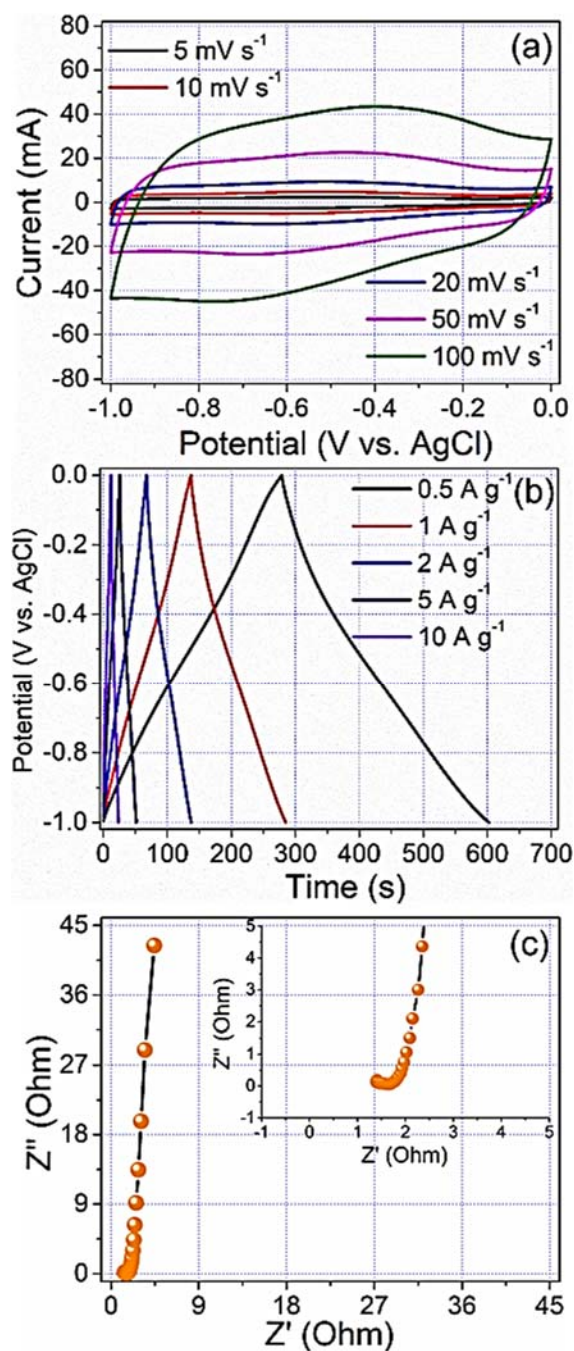 (a)
5 mV s⁻¹
10 mV s⁻¹
20 mV s⁻¹
50 mV s⁻¹
100 mV s⁻¹
80
60
40
20
0
-20
-40
-60
-80
Current (mA)
-1.0 -0.8 -0.6 -0.4 -0.2 0.0
Potential (V vs. AgCl)
(b)
0.5 A g⁻¹
1 A g⁻¹
2 A g⁻¹
5 A g⁻¹
10 A g⁻¹
0.0
-0.2
-0.4
-0.6
-0.8
-1.0
Potential (V vs. AgCl)
0 100 200 300 400 500 600 700
Time (s)
(c)
45
36
27
18
9
0
Z'' (Ohm)
5
4
3
2
1
0
-1
Z'' (Ohm)
-1 0 1 2 3 4 5
Z' (Ohm)
0 9 18 27 36 45
Z' (Ohm)